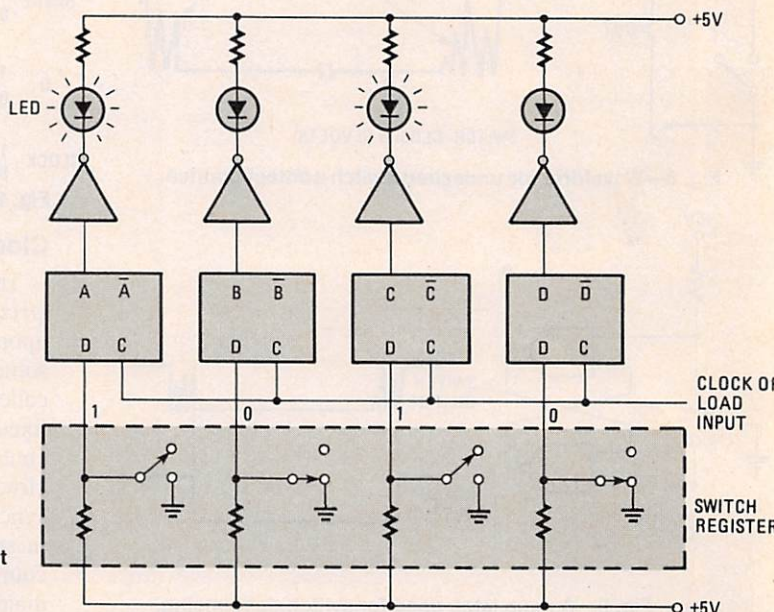 +5V
LED
A Ā B B̄ C C̄ D D̄
D C D C D C D C
1 0 1 0
CLOCK OR
LOAD
INPUT
SWITCH
REGISTER
t
+5V